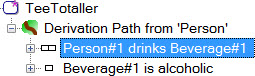 TeeTotaller
Derivation Path from 'Person'
Person#1 drinks Beverage#1
Beverage#1 is alcoholic